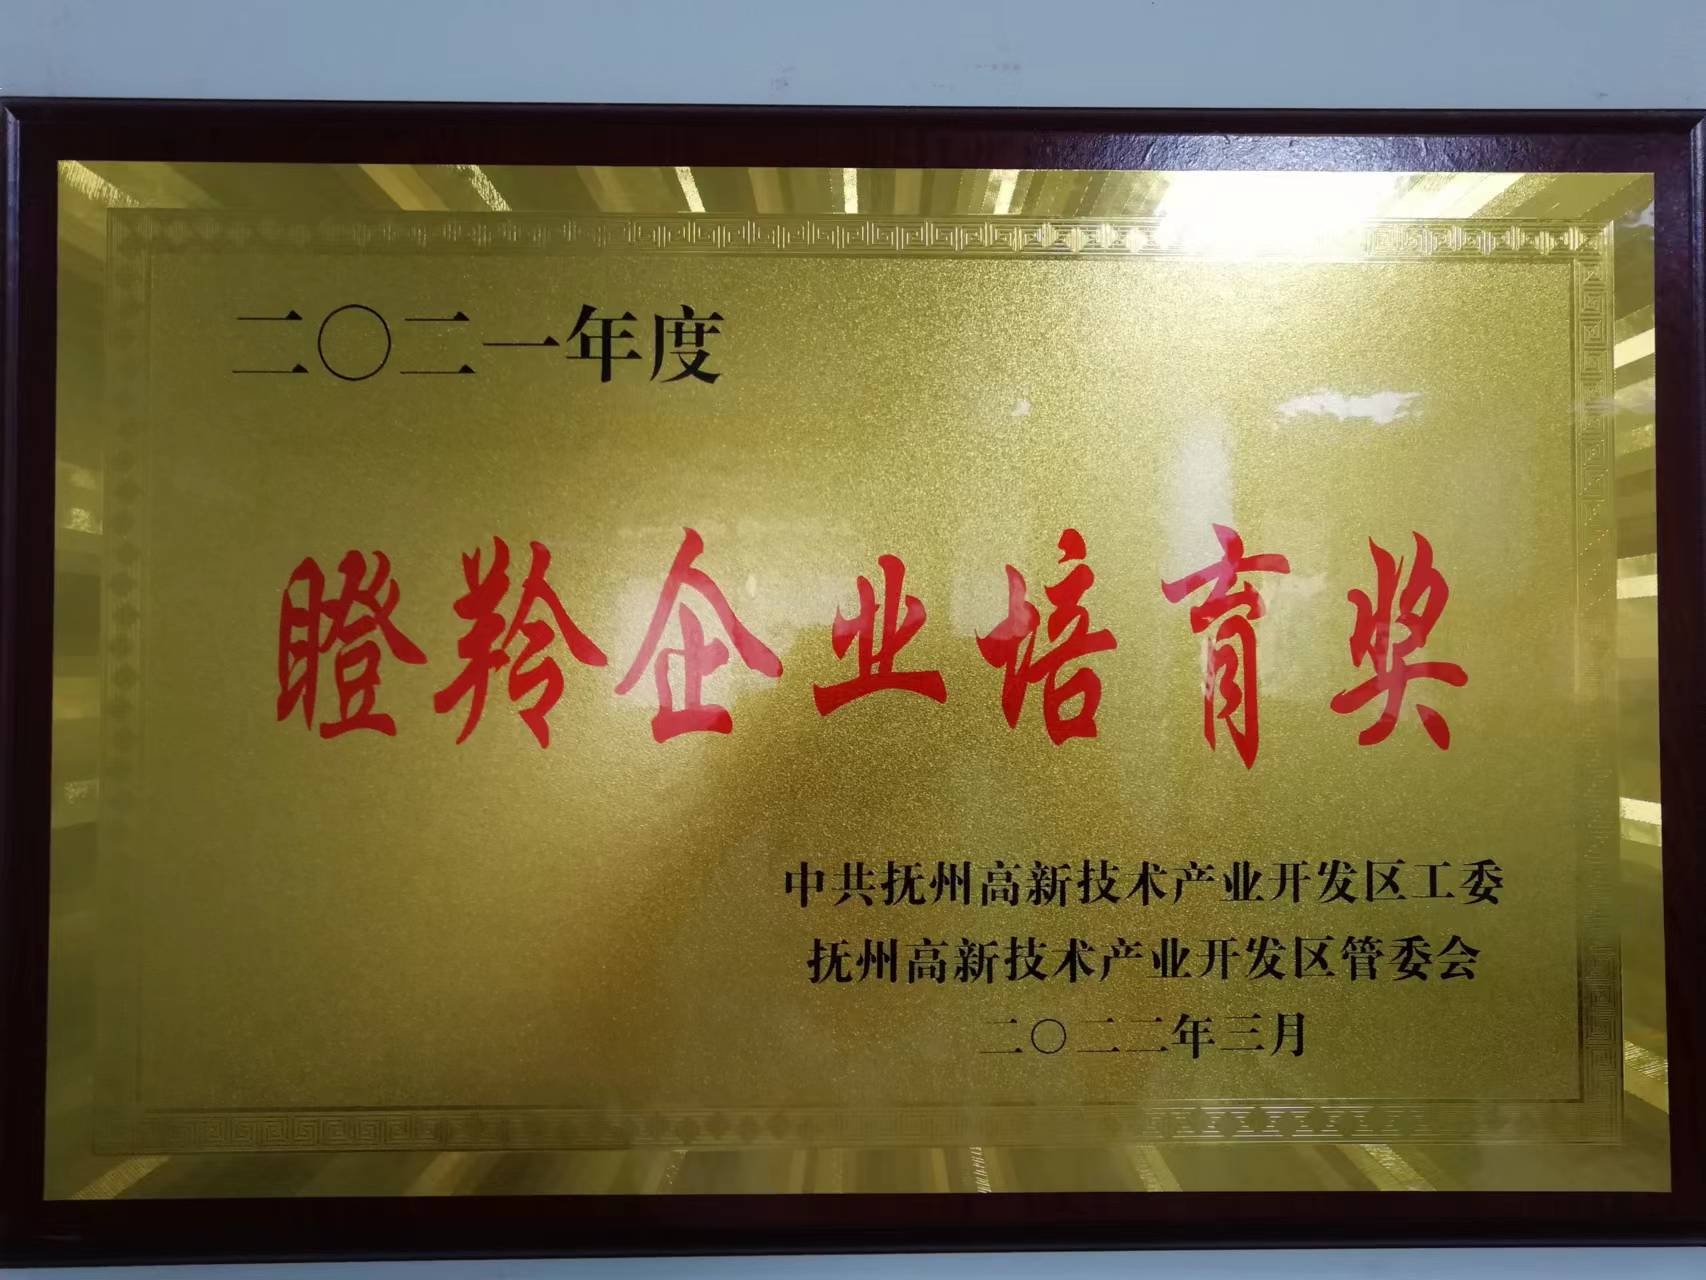 二〇二一年度
瞪羚企业培育奖
中共抚州高新技术产业开发区工委
抚州高新技术产业开发区管委会
二〇二二年三月